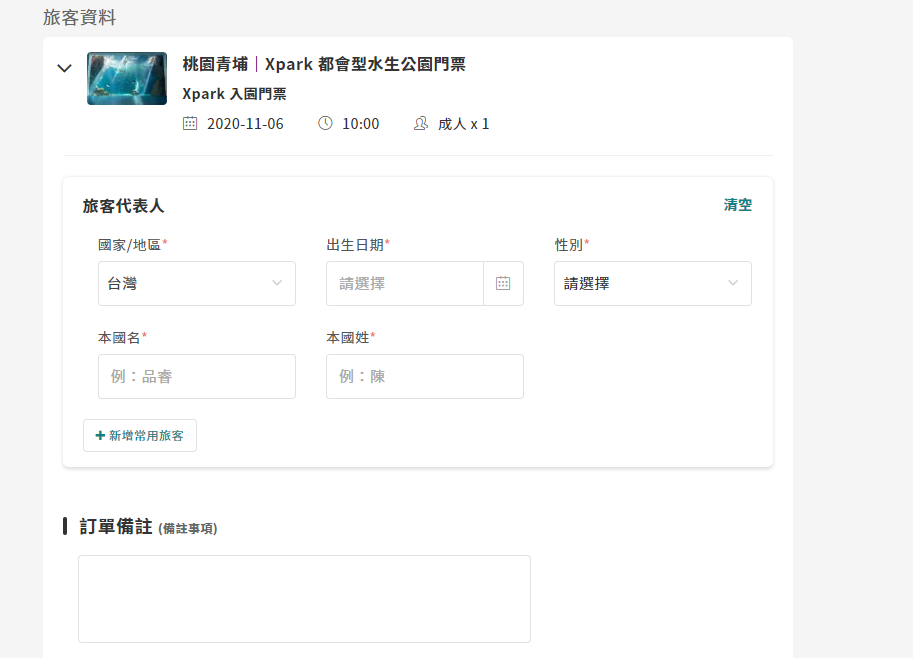 旅客資料
桃園青埔｜Xpark 都會型水生公園門票
Xpark 入園門票
2020-11-06 10:00 成人 x 1
旅客代表人 清空
國家/地區* 出生日期* 性別*
台灣 請選擇 請選擇
本國名* 本國姓*
例：品睿 例：陳
+ 新增常用旅客
訂單備註 (備註事項)